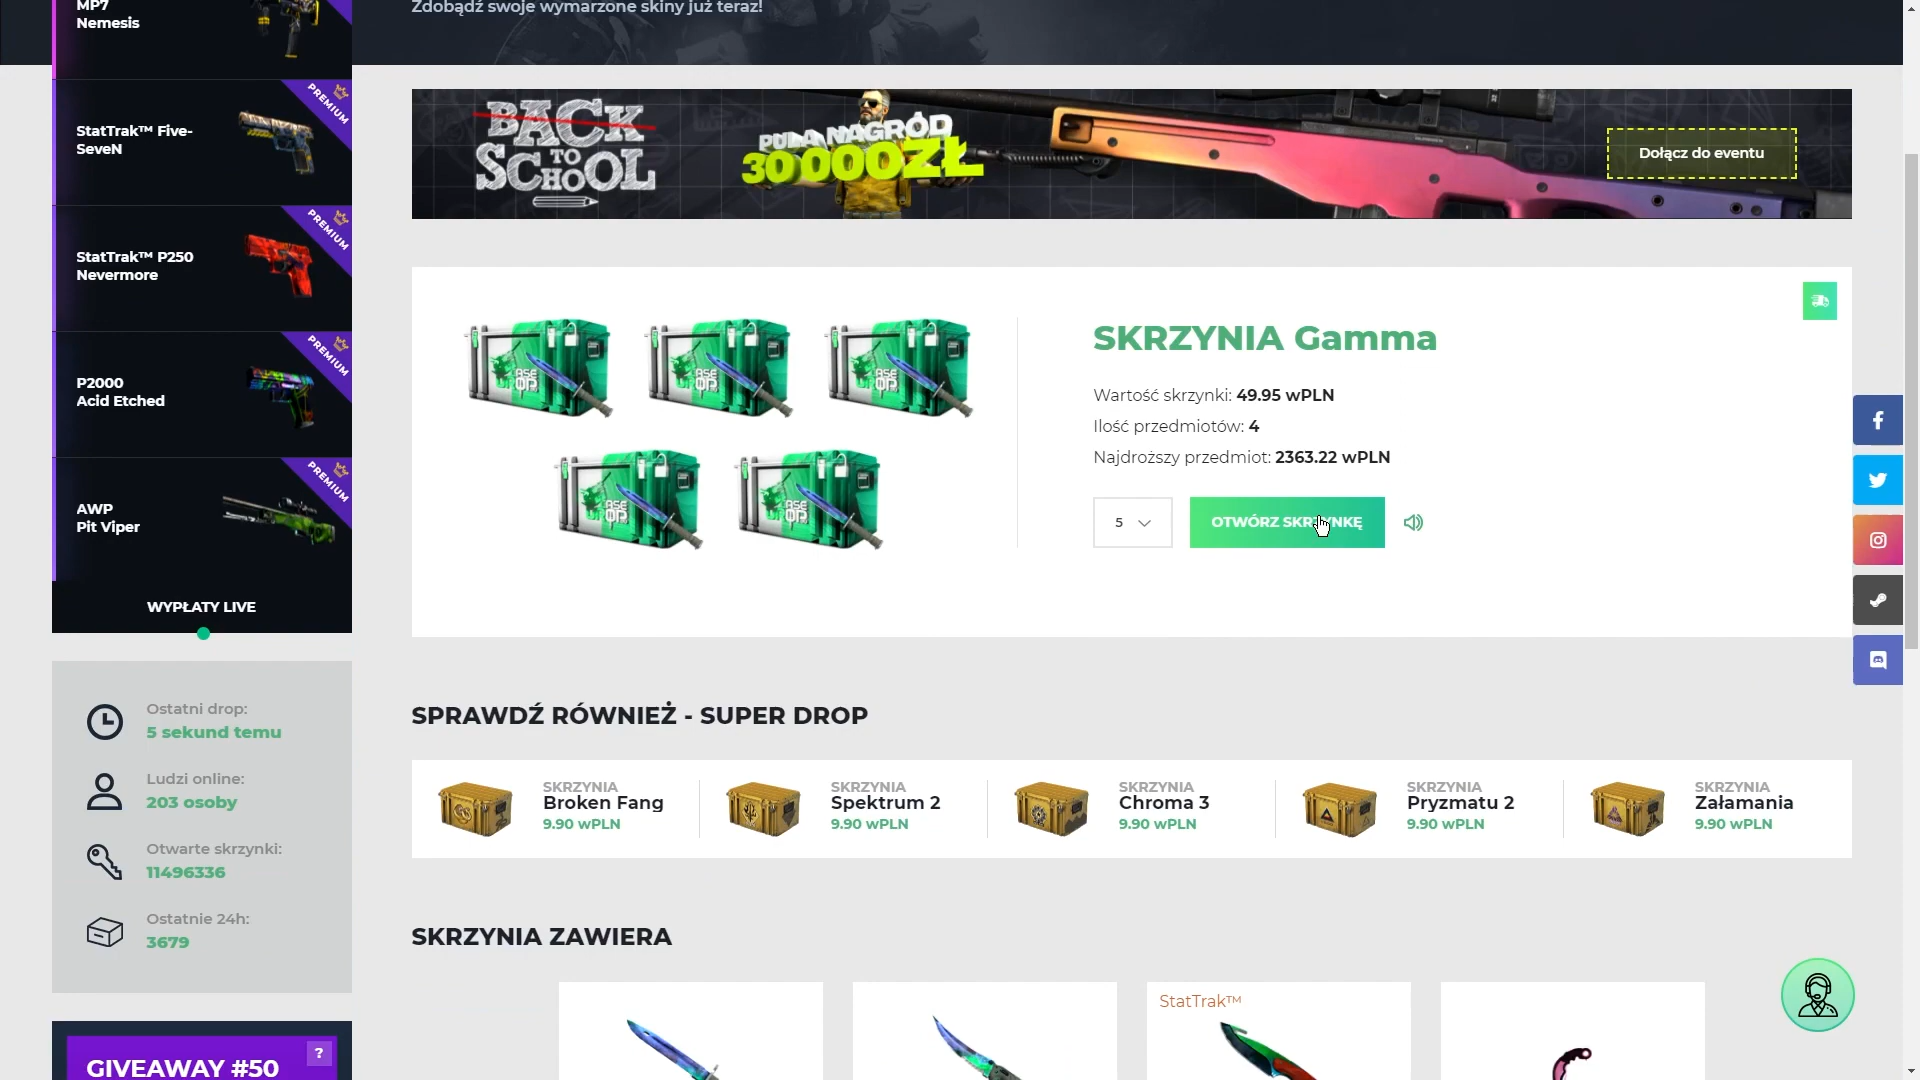 MP7
Nemesis
PREMIUM
StatTrak™ Five-
SeveN
PREMIUM
StatTrak™ P250
Nevermore
PREMIUM
P2000
Acid Etched
PREMIUM
AWP
Pit Viper
WYPŁATY LIVE
Ostatni drop:
5 sekund temu
Ludzi online:
203 osoby
Otwarte skrzynki:
11496336
Ostatnie 24h:
3679
GIVEAWAY #50
?
Zdobądź swoje wymarzone skiny już teraz!
BACK
TO
SCHOOL
PULA NAGRÓD
30 000ZŁ
Dołącz do eventu
SKRZYNIA Gamma
Wartość skrzynki: 49.95 wPLN
Ilość przedmiotów: 4
Najdroższy przedmiot: 2363.22 wPLN
5
OTWÓRZ SKRZYNKĘ
SPRAWDŹ RÓWNIEŻ - SUPER DROP
SKRZYNIA
Broken Fang
9.90 wPLN
SKRZYNIA
Spektrum 2
9.90 wPLN
SKRZYNIA
Chroma 3
9.90 wPLN
SKRZYNIA
Pryzmatu 2
9.90 wPLN
SKRZYNIA
Załamania
9.90 wPLN
SKRZYNIA ZAWIERA
StatTrak™